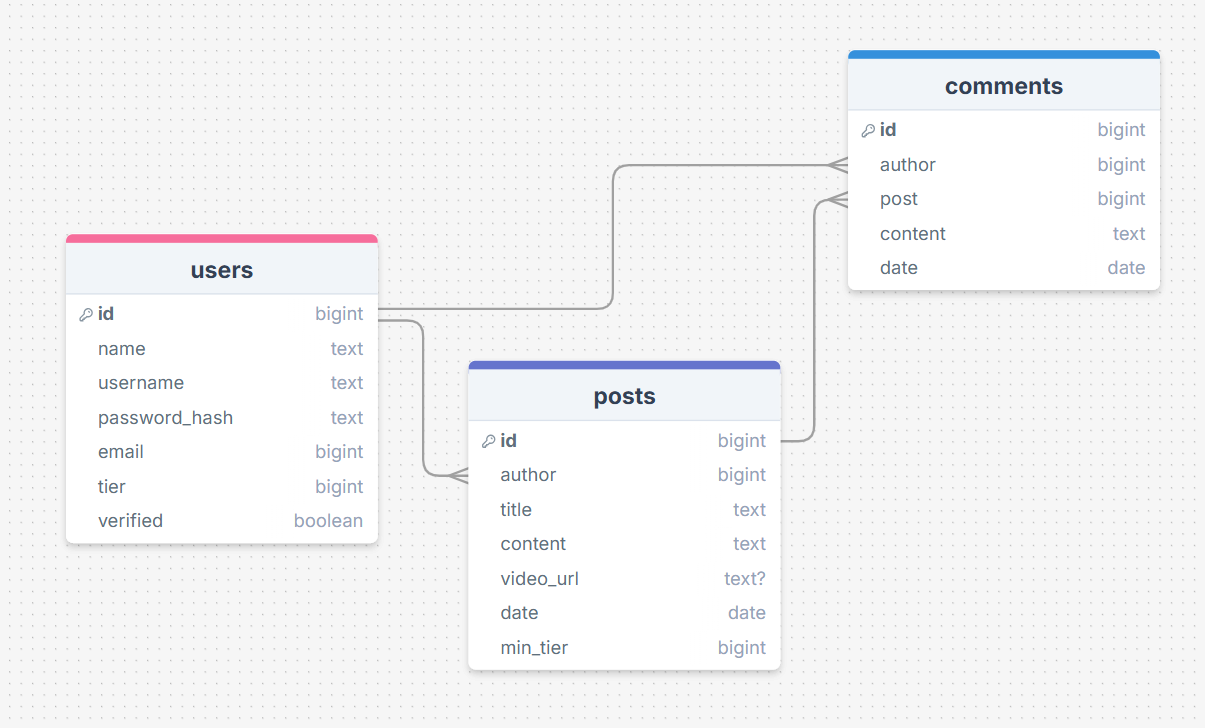 users
id bigint
name text
username text
password_hash text
email bigint
tier bigint
verified boolean
posts
id bigint
author bigint
title text
content text
video_url text?
date date
min_tier bigint
comments
id bigint
author bigint
post bigint
content text
date date